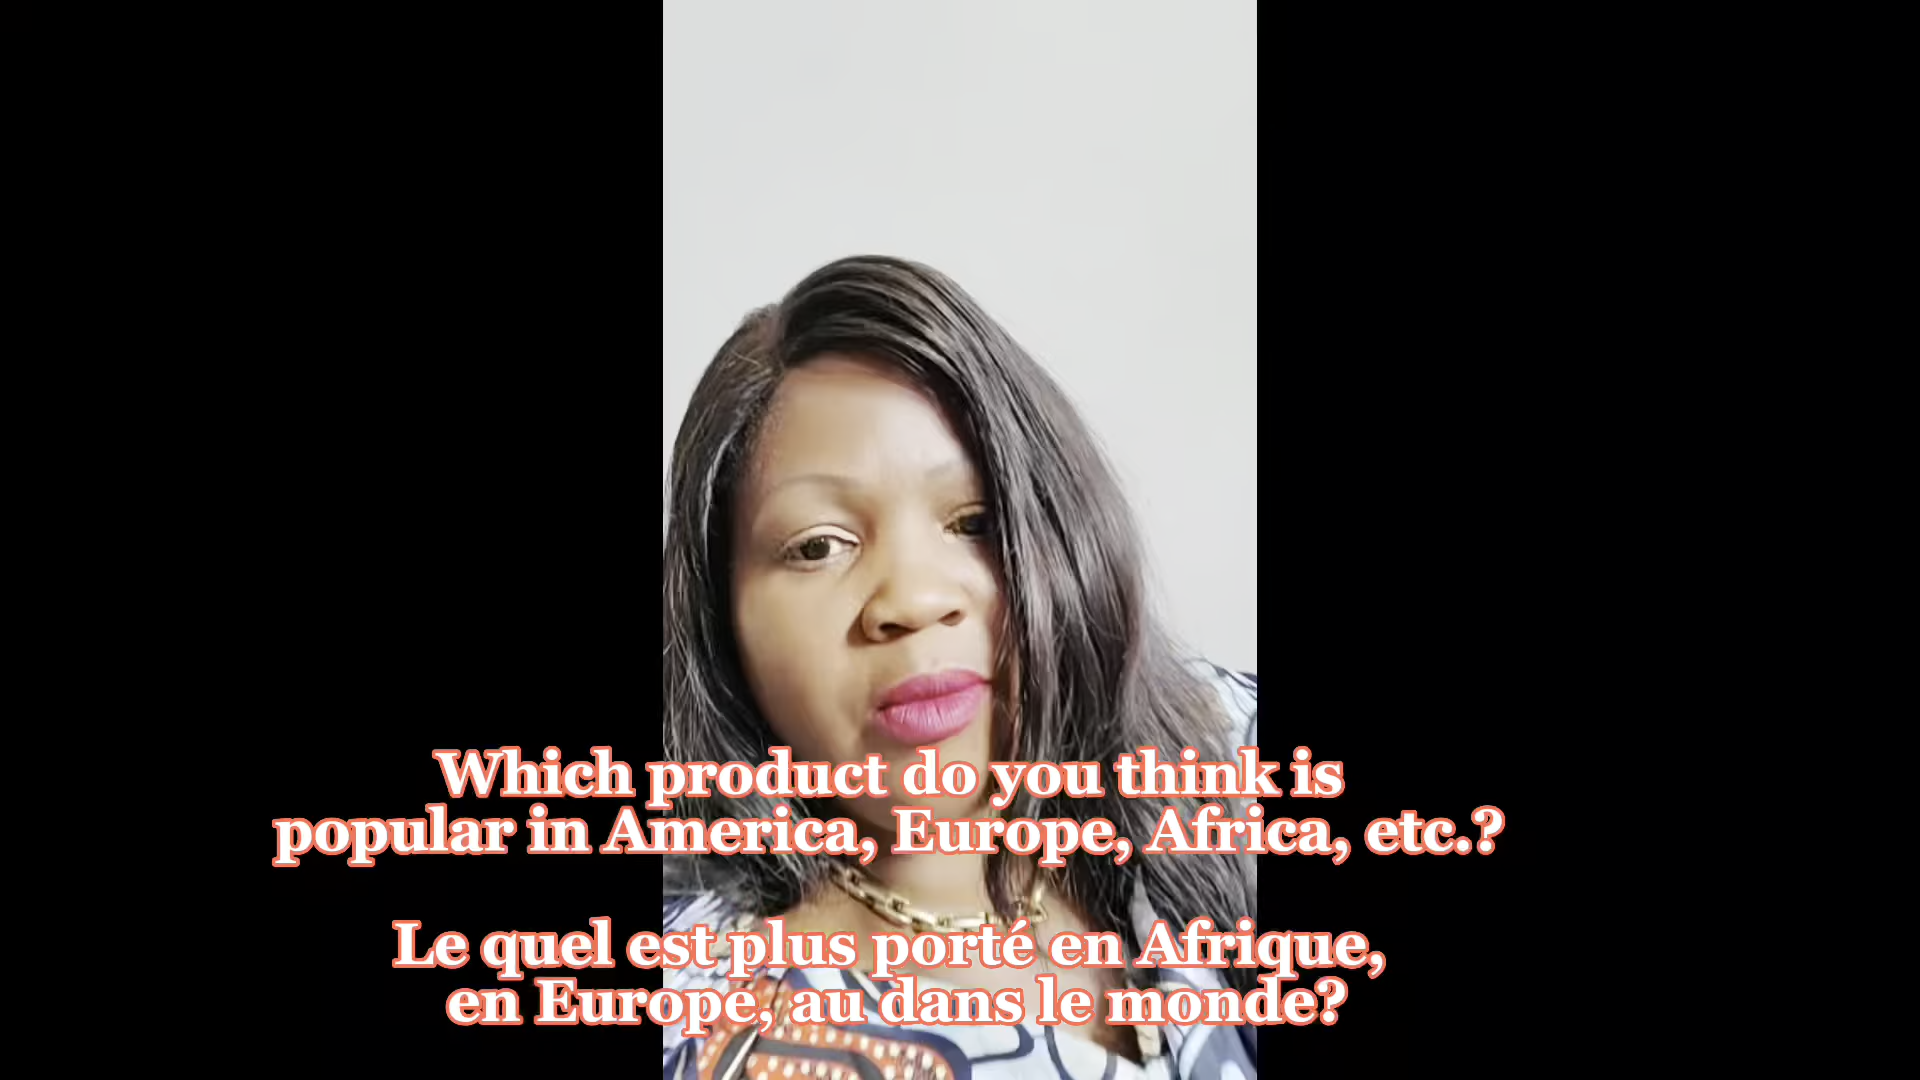 Which product do you think is
popular in America, Europe, Africa, etc.?
Le quel est plus porté en Afrique,
en Europe, au dans le monde?